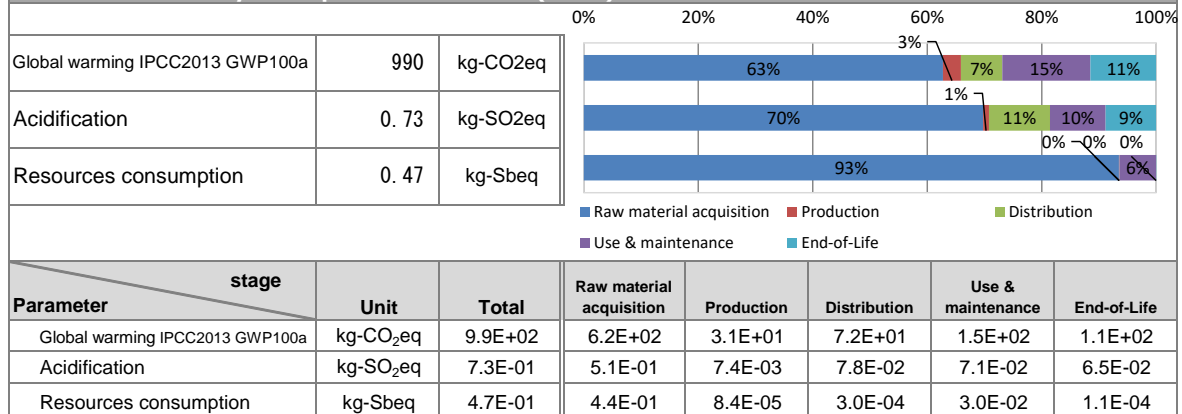 0% 20% 40% 60% 80% 100%
Global warming IPCC2013 GWP100a 990 kg-CO2eq
3%
63% 7% 15% 11%
Acidification 0.73 kg-SO2eq
1%
70% 11% 10% 9%
Resources consumption 0.47 kg-Sbeq
0% 0% 0%
93% 6%
Raw material acquisition Production Distribution
Use & maintenance End-of-Life
stage
Parameter Unit Total Raw material acquisition Production Distribution Use & maintenance End-of-Life
Global warming IPCC2013 GWP100a kg-CO₂eq 9.9E+02 6.2E+02 3.1E+01 7.2E+01 1.5E+02 1.1E+02
Acidification kg-SO₂eq 7.3E-01 5.1E-01 7.4E-03 7.8E-02 7.1E-02 6.5E-02
Resources consumption kg-Sbeq 4.7E-01 4.4E-01 8.4E-05 3.0E-04 3.0E-02 1.1E-04